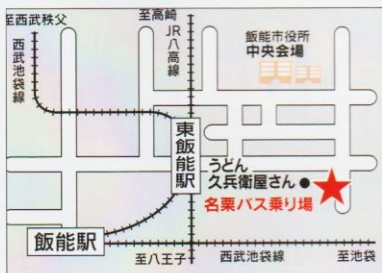 至西武秩父
西武池袋線
至高崎
JR八高線
飯能市役所
中央会場
東飯能駅
うどん
久兵衛屋さん
名栗バス乗り場
飯能駅
至八王子
西武池袋線
至池袋